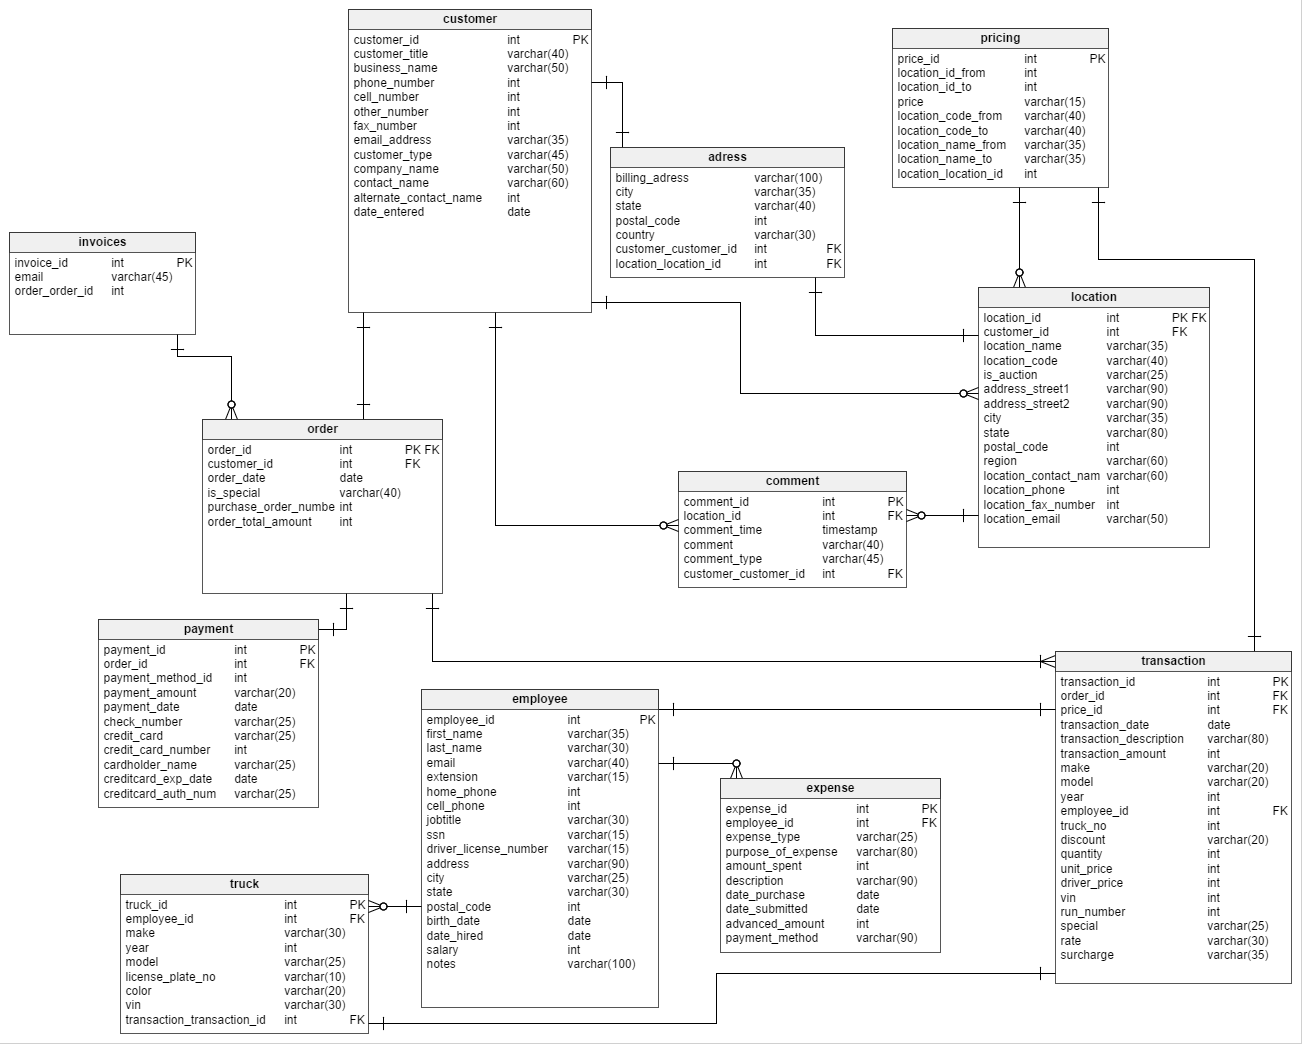 customer
customer_id int PK
customer_title varchar(40)
business_name varchar(50)
phone_number int
cell_number int
other_number int
fax_number int
email_address varchar(35)
customer_type varchar(45)
company_name varchar(50)
contact_name varchar(60)
alternate_contact_name int
date_entered date
pricing
price_id int PK
location_id_from int
location_id_to int
price varchar(15)
location_code_from varchar(40)
location_code_to varchar(40)
location_name_from varchar(35)
location_name_to varchar(35)
location_location_id int
adress
billing_adress varchar(100)
city varchar(35)
state varchar(40)
postal_code int
country varchar(30)
customer_customer_id int FK
location_location_id int FK
invoices
invoice_id int PK
email varchar(45)
order_order_id int
location
location_id int PK FK
customer_id int FK
location_name varchar(35)
location_code varchar(40)
is_auction varchar(25)
address_street1 varchar(90)
address_street2 varchar(90)
city varchar(35)
state varchar(80)
postal_code int
region varchar(60)
location_contact_nam varchar(60)
location_phone int
location_fax_number int
location_email varchar(50)
order
order_id int PK FK
customer_id int FK
order_date date
is_special varchar(40)
purchase_order_numbe int
order_total_amount int
comment
comment_id int PK
location_id int FK
comment_time timestamp
comment varchar(40)
comment_type varchar(45)
customer_customer_id int FK
payment
payment_id int PK
order_id int FK
payment_method_id int
payment_amount varchar(20)
payment_date date
check_number varchar(25)
credit_card varchar(25)
credit_card_number int
cardholder_name varchar(25)
creditcard_exp_date date
creditcard_auth_num varchar(25)
transaction
transaction_id int PK
order_id int FK
price_id int FK
transaction_date date
transaction_description varchar(80)
transaction_amount int
make varchar(20)
model varchar(20)
year int
employee_id int FK
truck_no int
discount varchar(20)
quantity int
unit_price int
driver_price int
vin int
run_number int
special varchar(25)
rate varchar(30)
surcharge varchar(35)
employee
employee_id int PK
first_name varchar(35)
last_name varchar(30)
email varchar(40)
extension varchar(15)
home_phone int
cell_phone int
jobtitle varchar(30)
ssn varchar(15)
driver_license_number varchar(15)
address varchar(90)
city varchar(25)
state varchar(30)
postal_code int
birth_date date
date_hired date
salary int
notes varchar(100)
expense
expense_id int PK
employee_id int FK
expense_type varchar(25)
purpose_of_expense varchar(80)
amount_spent int
description varchar(90)
date_purchase date
date_submitted date
advanced_amount int
payment_method varchar(90)
truck
truck_id int PK
employee_id int FK
make varchar(30)
year int
model varchar(25)
license_plate_no varchar(10)
color varchar(20)
vin varchar(30)
transaction_transaction_id int FK